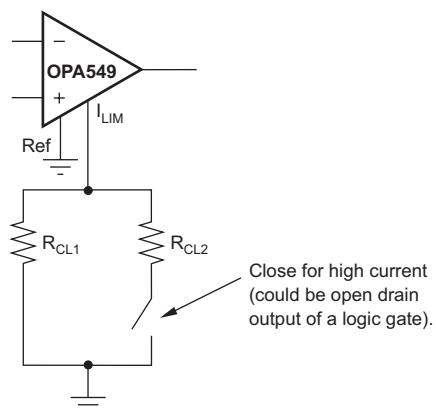 −
OPA549
+
I_LIM
Ref
R_CL1
R_CL2
Close for high current
(could be open drain
output of a logic gate).